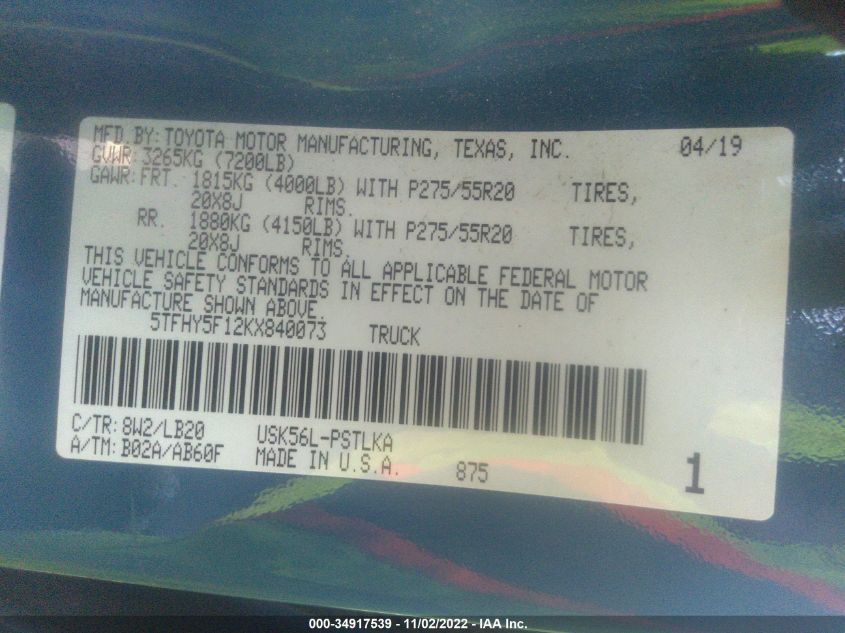 MFD.BY: TOYOTA MOTOR MANUFACTURING, TEXAS, INC. 04/19
GVWR: 3265KG (7200LB)
GAWR: FRT. 1815KG (4000LB) WITH P275/55R20 TIRES,
20X8J RIMS.
RR. 1880KG (4150LB) WITH P275/55R20 TIRES,
20X8J RIMS.
THIS VEHICLE CONFORMS TO ALL APPLICABLE FEDERAL MOTOR
VEHICLE SAFETY STANDARDS IN EFFECT ON THE DATE OF
MANUFACTURE SHOWN ABOVE.
5TFHY5F12KX840073 TRUCK
C/TR: 8W2/LB20 USK56L-PSTLKA
A/TM: B02A/AB60F MADE IN U.S.A. 875 1
000-34917539 - 11/02/2022 - IAA Inc.